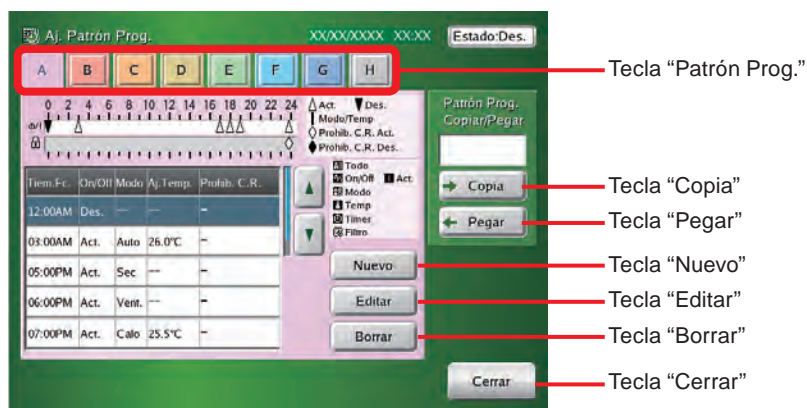 Aj. Patrón Prog.
XX/XX/XXXX XX:XX
Estado:Des.
A B C D E F G H
Tecla “Patrón Prog.”
0 2 4 6 8 10 12 14 16 18 20 22 24
Act. Des.
Modo/Temp
Prohib. C.R. Act.
Prohib. C.R. Des.
Patrón Prog.
Copiar/Pegar
Todo
On/Off Act.
Modo
Temp
Timer
Filtro
Copia
Tecla “Copia”
Pegar
Tecla “Pegar”
Tiem.Fc. On/Off Modo Aj.Temp. Prohib. C.R.
12:00AM Des. -- -- -
03:00AM Act. Auto 26.0°C -
05:00PM Act. Sec -- -
06:00PM Act. Vent. -- -
07:00PM Act. Calo 25.5°C -
Nuevo
Tecla “Nuevo”
Editar
Tecla “Editar”
Borrar
Tecla “Borrar”
Cerrar
Tecla “Cerrar”